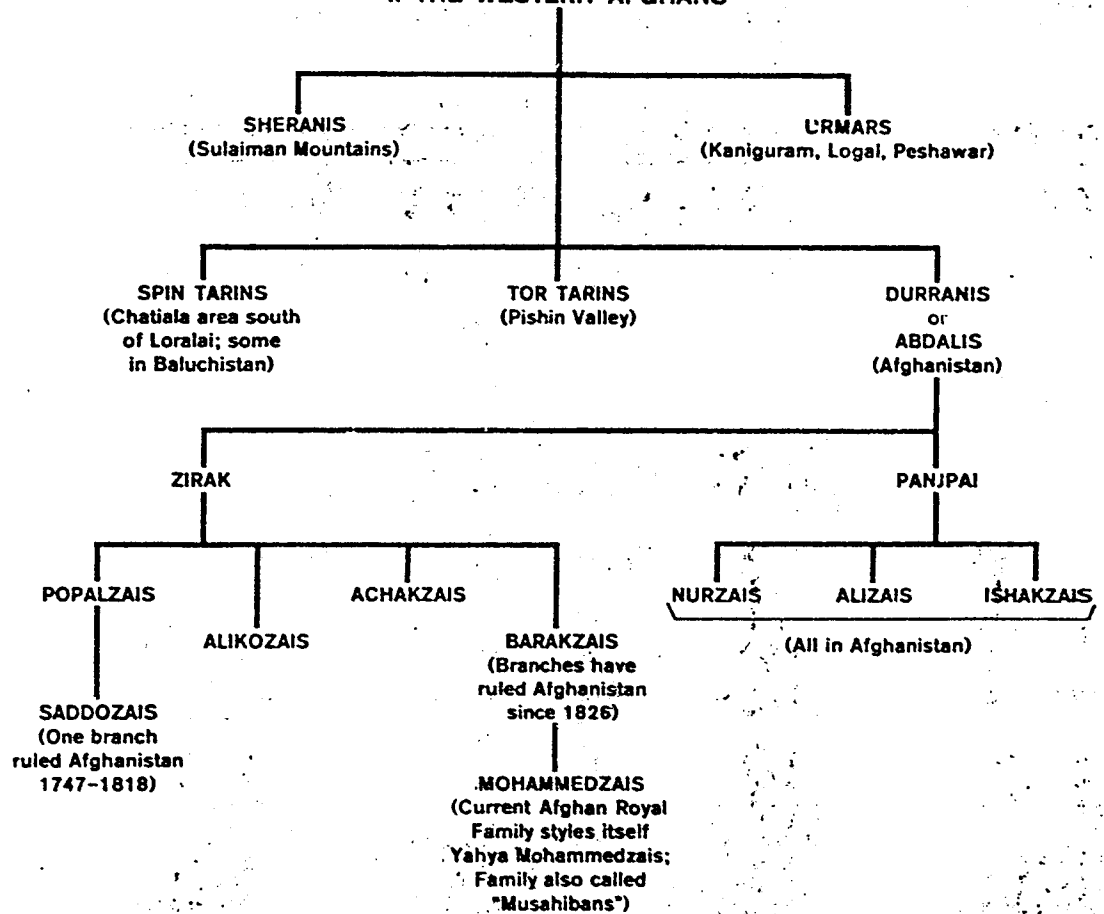 THE WESTERN AFGHANS
SHERANIS
(Sulaiman Mountains)
URMARS
(Kaniguram, Logal, Peshawar)
SPIN TARINS
(Chatiala area south
of Loralai; some
in Baluchistan)
TOR TARINS
(Pishin Valley)
DURRANIS
or
ABDALIS
(Afghanistan)
ZIRAK
PANJPAI
POPALZAIS
ALIKOZAIS
ACHAKZAIS
BARAKZAIS
(Branches have
ruled Afghanistan
since 1826)
NURZAIS
ALIZAIS
ISHAKZAIS
(All in Afghanistan)
SADDOZAIS
(One branch
ruled Afghanistan
1747-1818)
MOHAMMEDZAIS
(Current Afghan Royal
Family styles itself
Yahya Mohammedzais;
Family also called
"Musahibans")